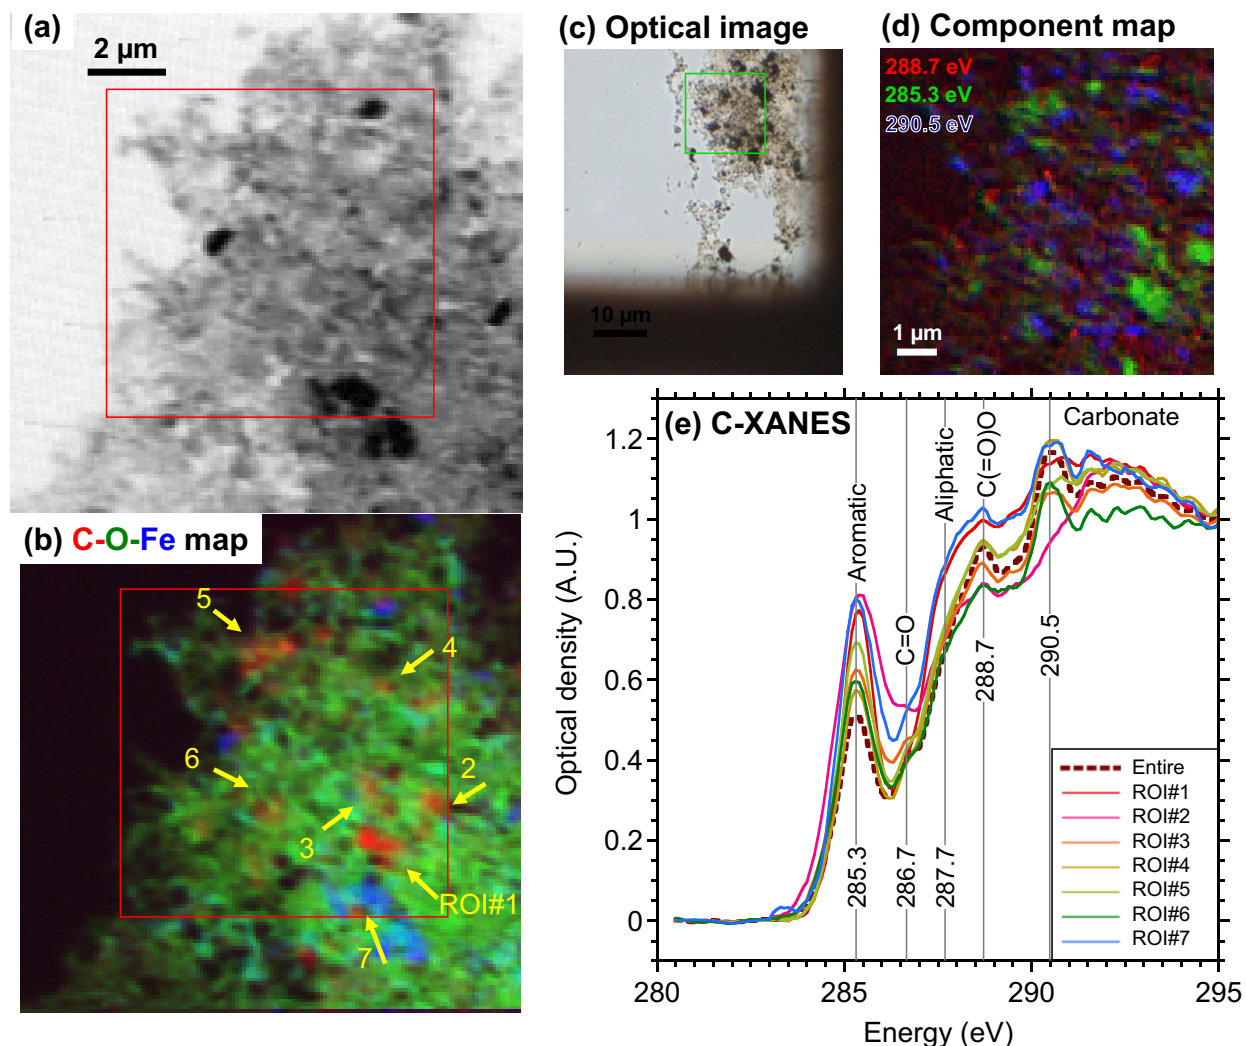 (a)
2 µm
(b) C-O-Fe map
5
4
6
2
3
ROI#1
7
(c) Optical image
10 µm
(d) Component map
288.7 eV
285.3 eV
290.5 eV
1 µm
(e) C-XANES
Aromatic
C=O
Aliphatic
C(=O)O
Carbonate
285.3
286.7
287.7
288.7
290.5
Optical density (A.U.)
1.2
1
0.8
0.6
0.4
0.2
0
280
285
290
295
Energy (eV)
Entire
ROI#1
ROI#2
ROI#3
ROI#4
ROI#5
ROI#6
ROI#7